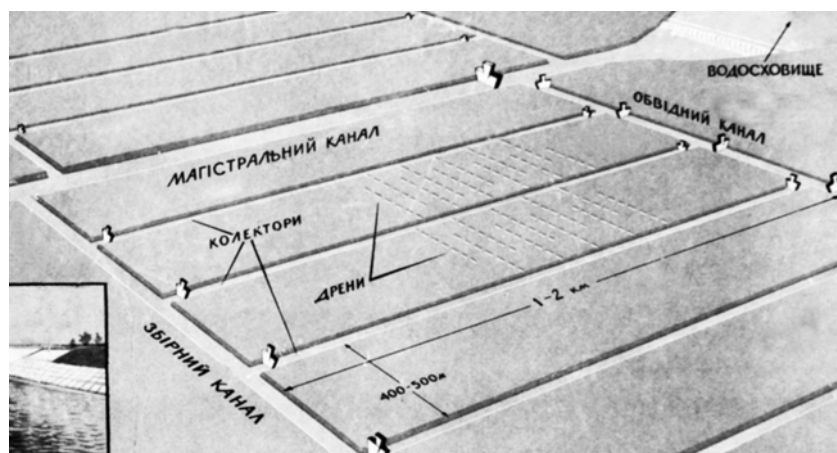 ВОДОСХОВИЩЕ
ОБВІДНИЙ КАНАЛ
МАГІСТРАЛЬНИЙ КАНАЛ
КОЛЕКТОРИ
ДРЕНИ
1-2 км
ЗБІРНИЙ КАНАЛ
400-500м